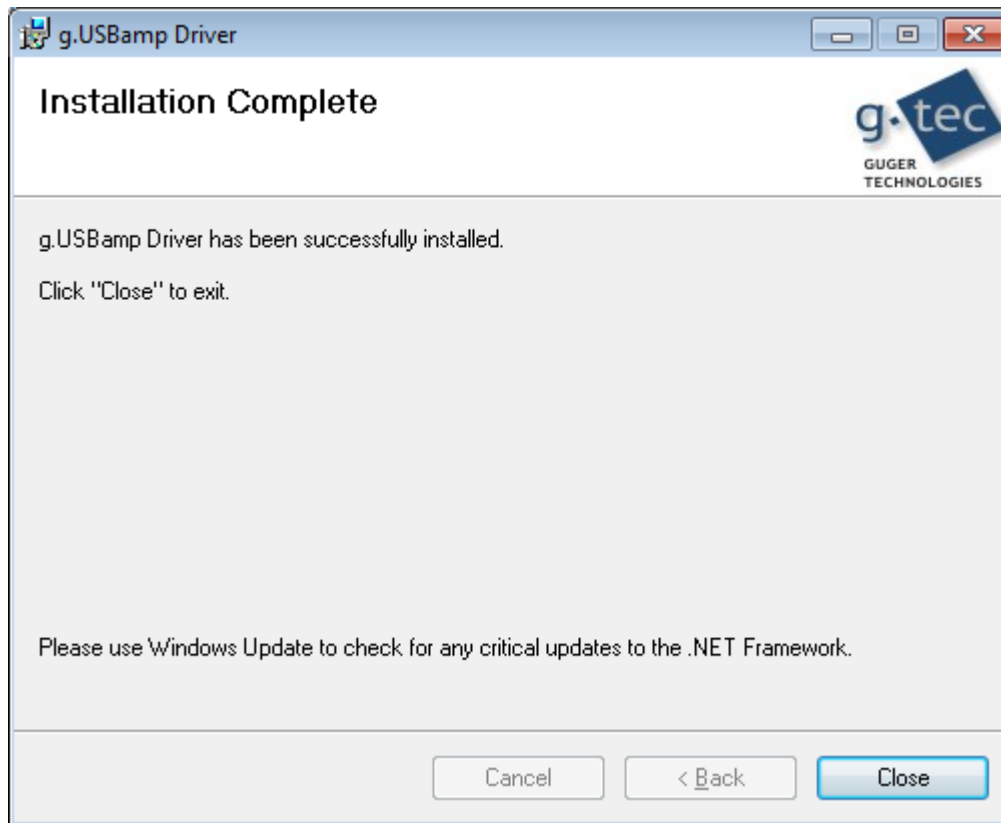 g.USBamp Driver
Installation Complete
g.tec
GUGER
TECHNOLOGIES
g.USBamp Driver has been successfully installed.
Click "Close" to exit.
Please use Windows Update to check for any critical updates to the .NET Framework.
Cancel
< Back
Close